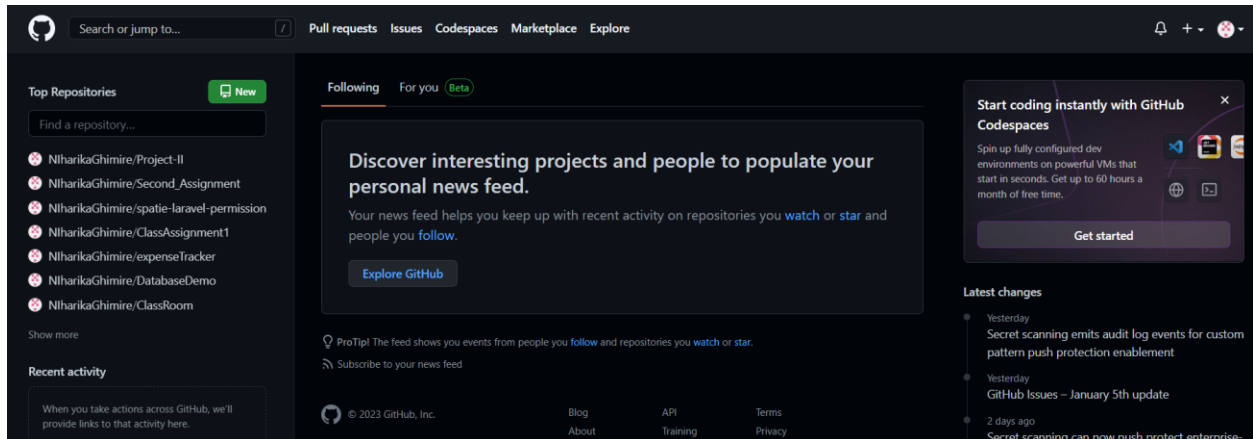 Search or jump to...
/
Pull requests
Issues
Codespaces
Marketplace
Explore
Top Repositories
New
Find a repository...
NIharikaGhimire/Project-II
NIharikaGhimire/Second_Assignment
NIharikaGhimire/spatie-laravel-permission
NIharikaGhimire/ClassAssignment1
NIharikaGhimire/expenseTracker
NIharikaGhimire/DatabaseDemo
NIharikaGhimire/ClassRoom
Show more
Recent activity
When you take actions across GitHub, we'll
provide links to that activity here.
Following
For you
Beta
Discover interesting projects and people to populate your
personal news feed.
Your news feed helps you keep up with recent activity on repositories you watch or star and
people you follow.
Explore GitHub
ProTip! The feed shows you events from people you follow and repositories you watch or star.
Subscribe to your news feed
© 2023 GitHub, Inc.
Blog
API
Terms
About
Training
Privacy
Start coding instantly with GitHub
Codespaces
Spin up fully configured dev
environments on powerful VMs that
start in seconds. Get up to 60 hours a
month of free time.
Get started
Latest changes
Yesterday
Secret scanning emits audit log events for custom
pattern push protection enablement
Yesterday
GitHub Issues – January 5th update
2 days ago
Secret scanning can now push protect enterprise-